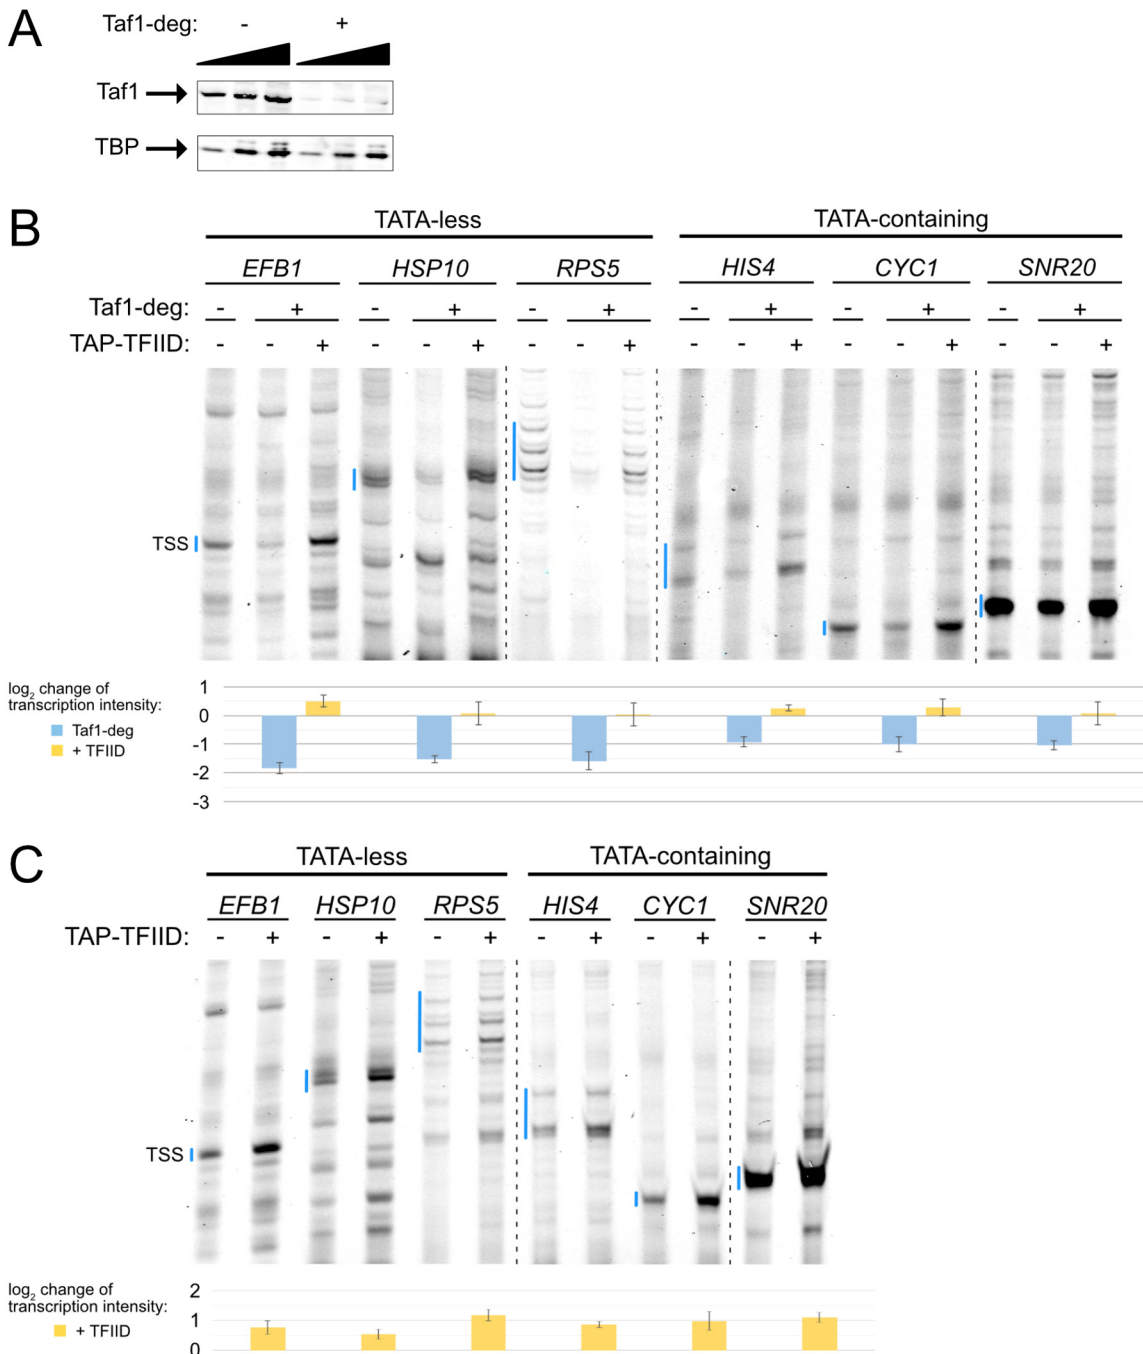 A
Taf1-deg: - +
Taf1
TBP
B
TATA-less TATA-containing
EFB1 HSP10 RPS5 HIS4 CYC1 SNR20
Taf1-deg: - + - + - + - + - + - +
TAP-TFIID: - - + - - + - - + - - + - - + - - +
TSS
log2 change of
transcription intensity:
Taf1-deg
+ TFIID
1
0
-1
-2
-3
C
TATA-less TATA-containing
EFB1 HSP10 RPS5 HIS4 CYC1 SNR20
TAP-TFIID: - + - + - + - + - + - +
TSS
log2 change of
transcription intensity:
+ TFIID
2
1
0